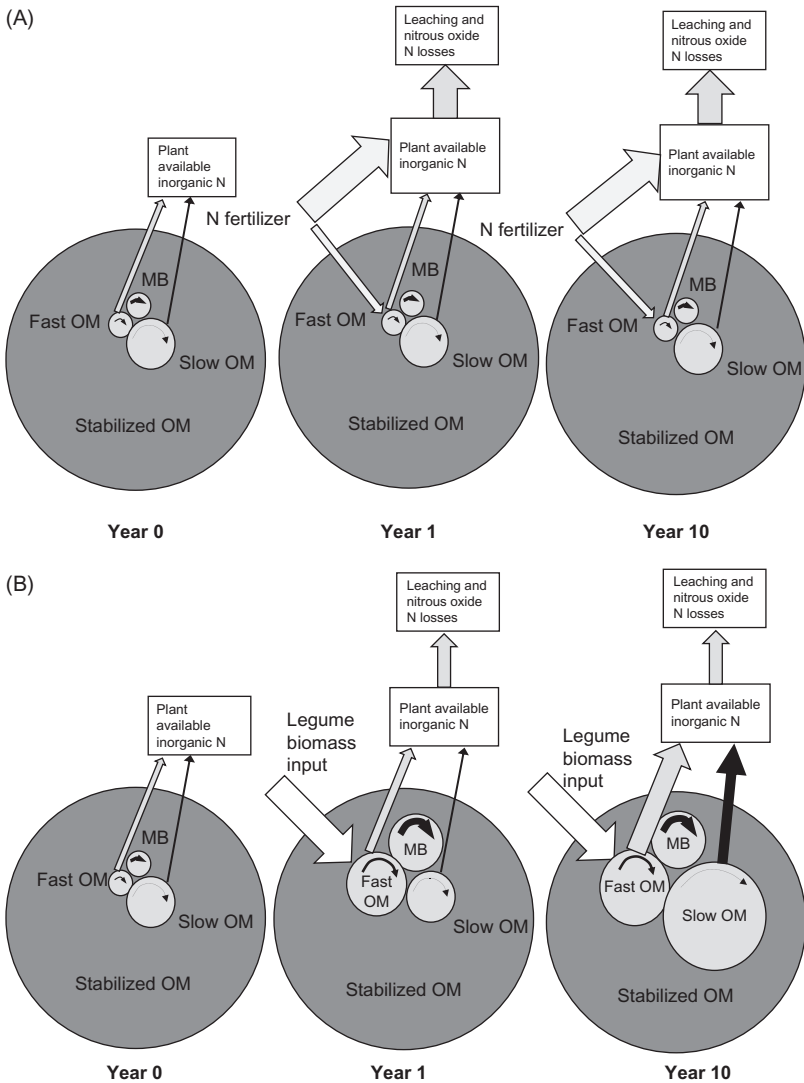 (A)
Leaching and
nitrous oxide
N losses
Leaching and
nitrous oxide
N losses
Plant
available
inorganic N
Plant available
inorganic N
Plant available
inorganic N
N fertilizer
N fertilizer
MB
Fast OM
Slow OM
Stabilized OM
MB
Fast OM
Slow OM
Stabilized OM
MB
Fast OM
Slow OM
Stabilized OM
Year 0
Year 1
Year 10
(B)
Leaching and
nitrous oxide
N losses
Leaching and
nitrous oxide
N losses
Plant
available
inorganic N
Plant available
inorganic N
Plant available
inorganic N
Legume
biomass
input
Legume
biomass
input
MB
Fast OM
Slow OM
Stabilized OM
MB
Fast
OM
Slow OM
Stabilized OM
MB
Fast OM
Slow OM
Stabilized OM
Year 0
Year 1
Year 10